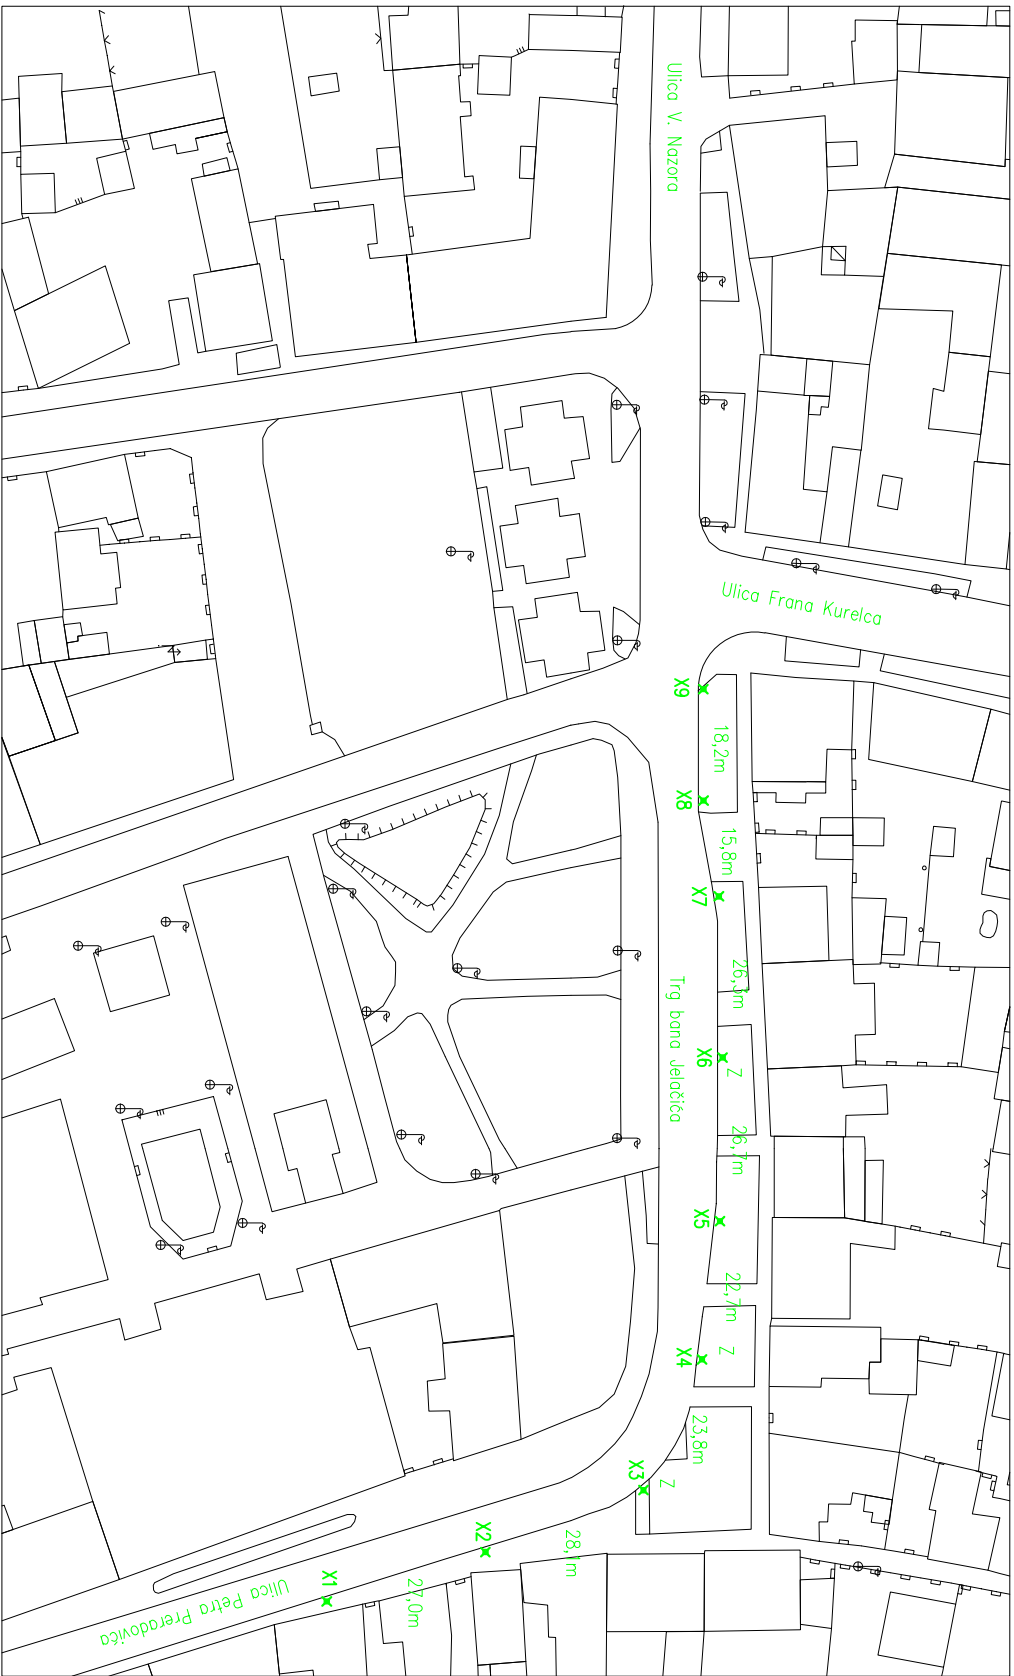 Ulica V. Nazora
Ulica Frana Kurelca
X9
18,2m
X8
15,8m
X7
26,3m
Trg bana Jelačića
X6
Z
26,7m
X5
22,7m
X4
Z
23,8m
X3
Z
28,1m
X2
27,0m
X1
Ulica Petra Preradovića